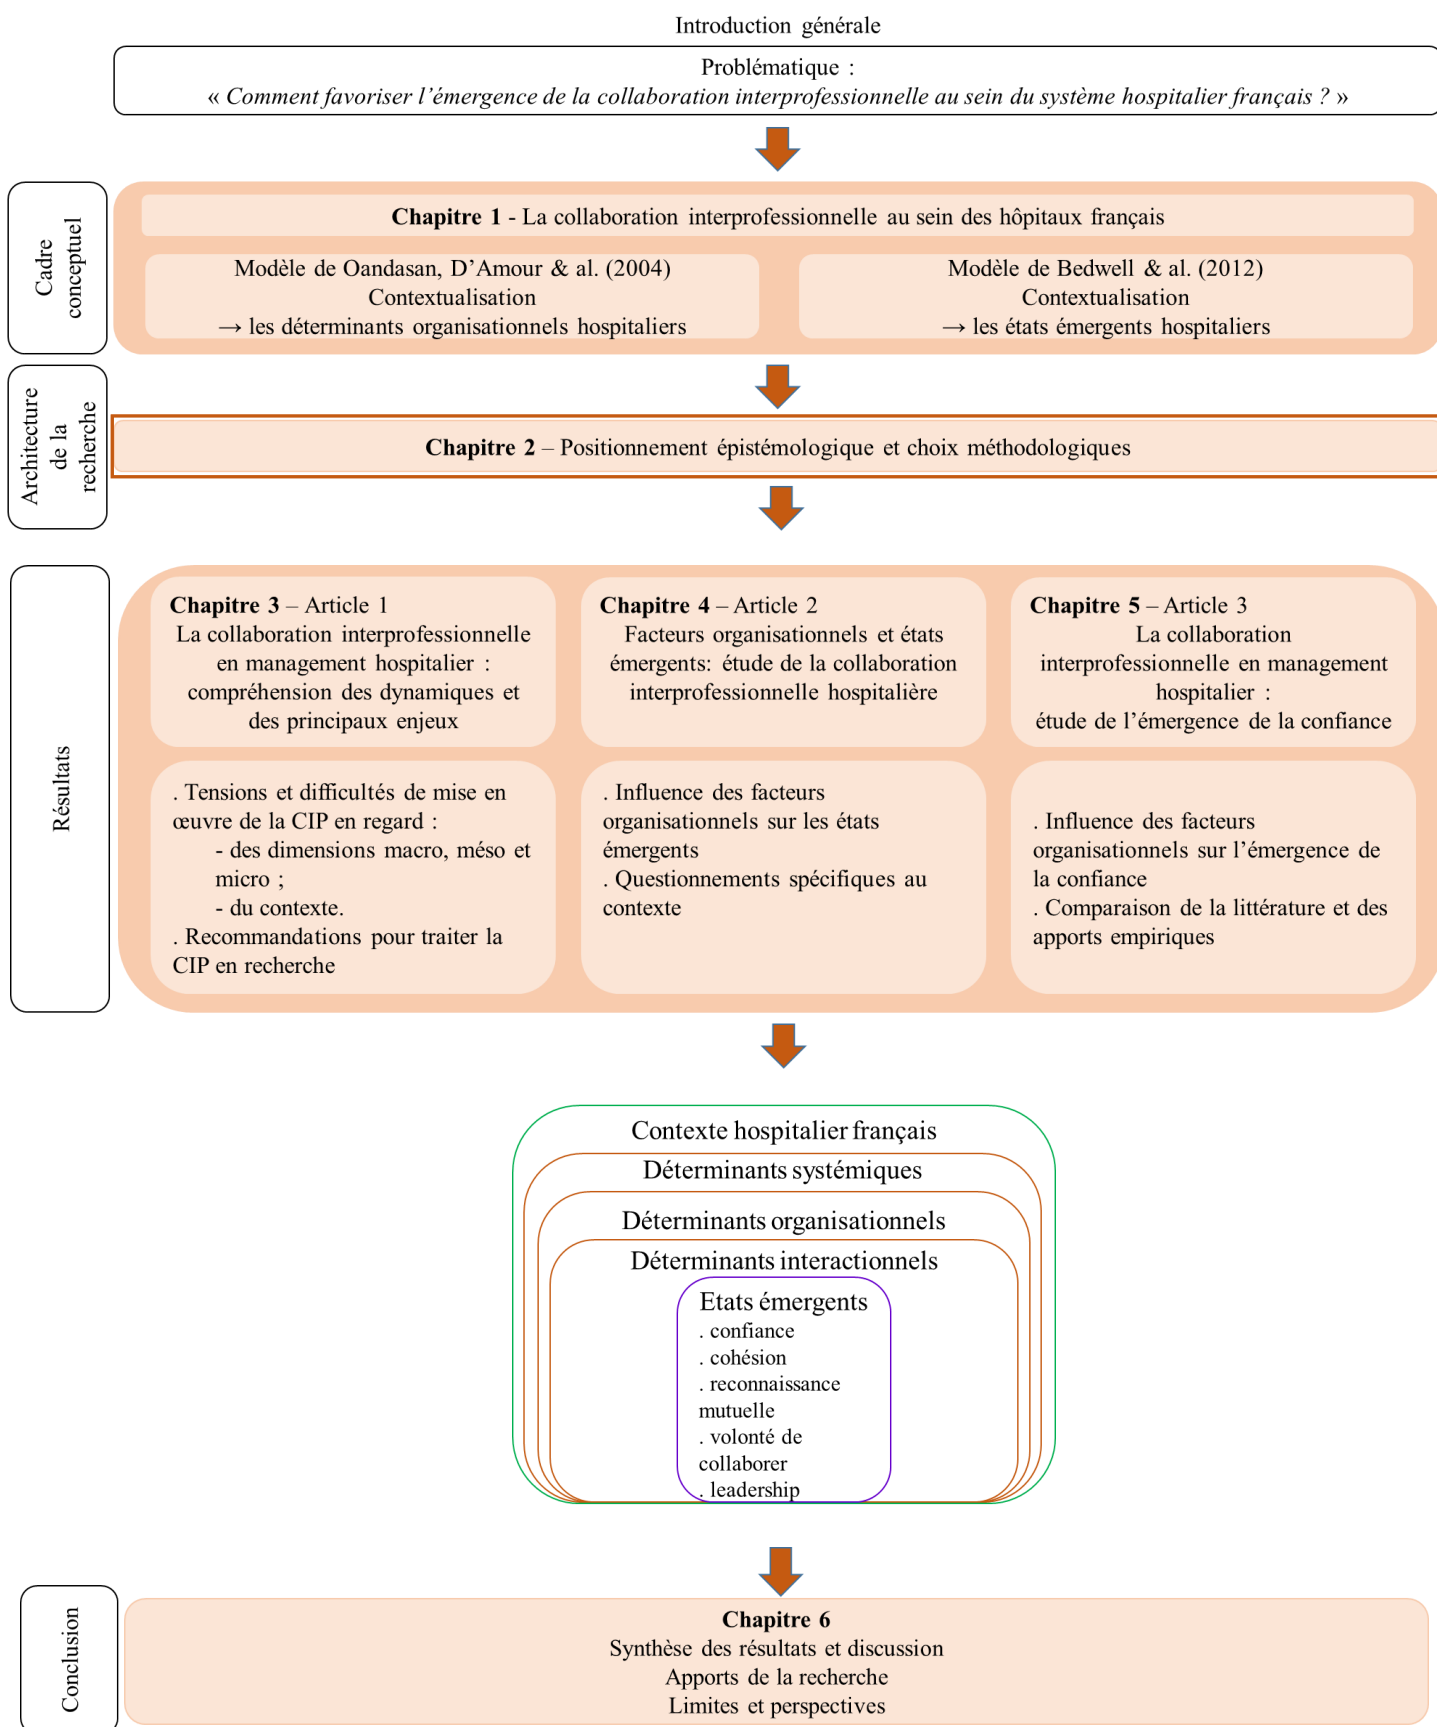 Introduction générale
Problématique :
« Comment favoriser l’émergence de la collaboration interprofessionnelle au sein du système hospitalier français ? »
Cadre
conceptuel
Chapitre 1 - La collaboration interprofessionnelle au sein des hôpitaux français
Modèle de Oandasan, D’Amour & al. (2004)
Contextualisation
→ les déterminants organisationnels hospitaliers
Modèle de Bedwell & al. (2012)
Contextualisation
→ les états émergents hospitaliers
Architecture
de la
recherche
Chapitre 2 – Positionnement épistémologique et choix méthodologiques
Résultats
Chapitre 3 – Article 1
La collaboration interprofessionnelle
en management hospitalier :
compréhension des dynamiques et
des principaux enjeux
Chapitre 4 – Article 2
Facteurs organisationnels et états
émergents: étude de la collaboration
interprofessionnelle hospitalière
Chapitre 5 – Article 3
La collaboration
interprofessionnelle en management
hospitalier :
étude de l’émergence de la confiance
. Tensions et difficultés de mise en
œuvre de la CIP en regard :
- des dimensions macro, méso et
micro ;
- du contexte.
. Recommandations pour traiter la
CIP en recherche
. Influence des facteurs
organisationnels sur les états
émergents
. Questionnements spécifiques au
contexte
. Influence des facteurs
organisationnels sur l’émergence de
la confiance
. Comparaison de la littérature et des
apports empiriques
Contexte hospitalier français
Déterminants systémiques
Déterminants organisationnels
Déterminants interactionnels
Etats émergents
. confiance
. cohésion
. reconnaissance
mutuelle
. volonté de
collaborer
. leadership
Conclusion
Chapitre 6
Synthèse des résultats et discussion
Apports de la recherche
Limites et perspectives